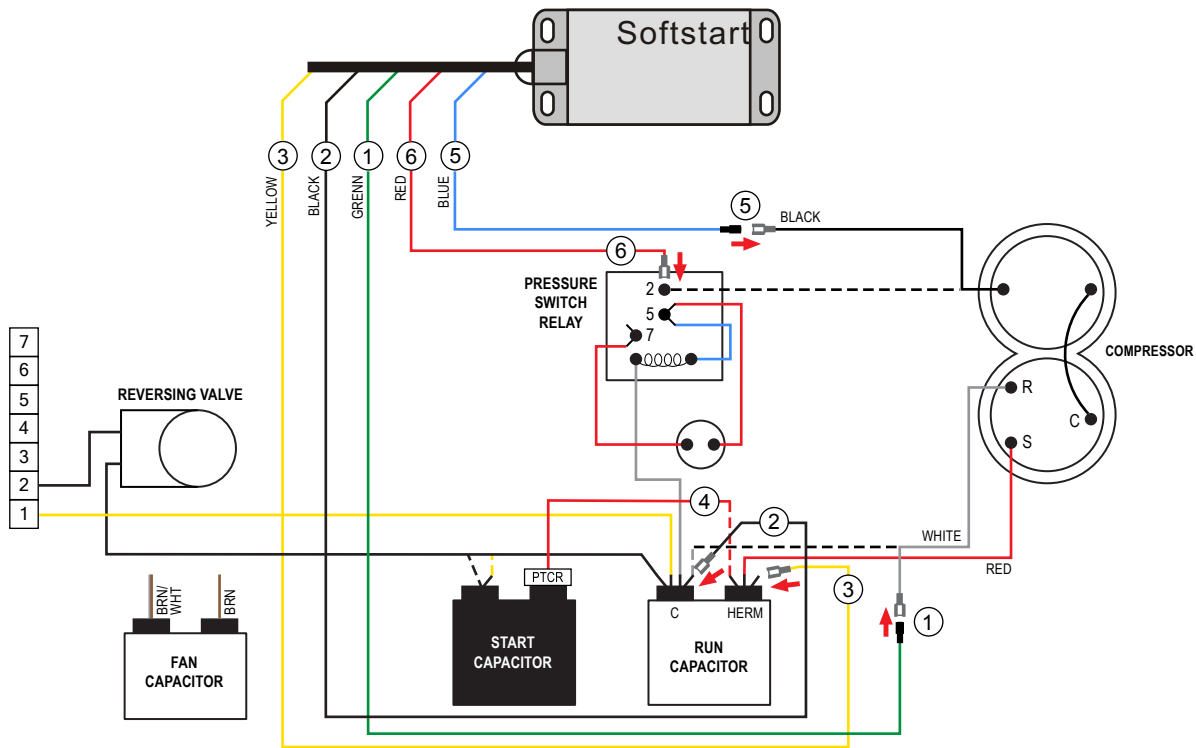 Softstart
3
2
1
6
5
YELLOW
BLACK
GRENN
RED
BLUE
5
BLACK
6
PRESSURE
SWITCH
RELAY
2
5
7
COMPRESSOR
R
C
S
7
6
5
4
3
2
1
REVERSING VALVE
4
2
WHITE
RED
3
1
BRN/
WHT
BRN
FAN
CAPACITOR
PTCR
START
CAPACITOR
C
HERM
RUN
CAPACITOR